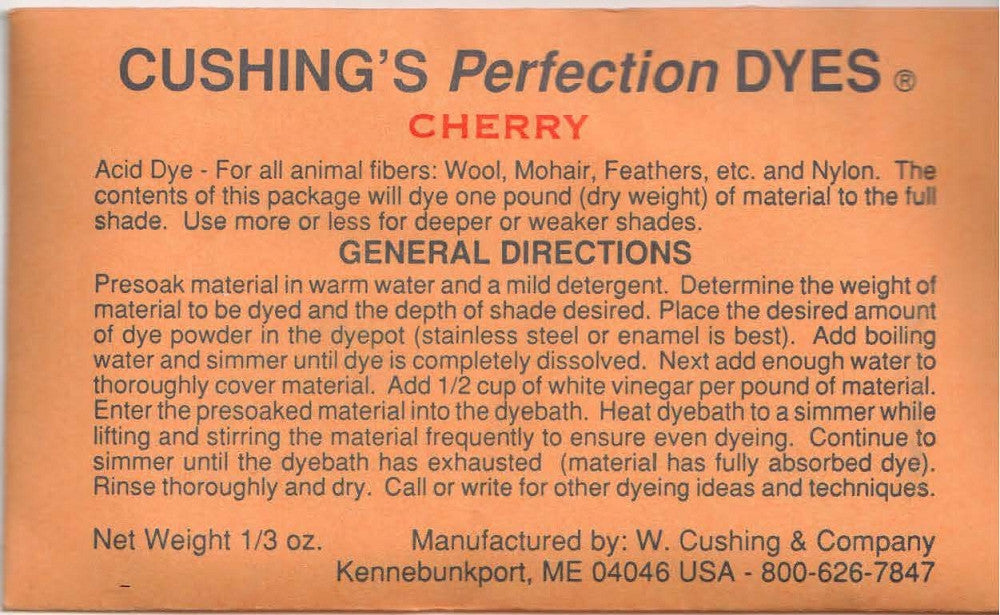 CUSHING'S Perfection DYES ®
CHERRY
Acid Dye - For all animal fibers: Wool, Mohair, Feathers, etc. and Nylon. The
contents of this package will dye one pound (dry weight) of material to the full
shade. Use more or less for deeper or weaker shades.
GENERAL DIRECTIONS
Presoak material in warm water and a mild detergent. Determine the weight of
material to be dyed and the depth of shade desired. Place the desired amount
of dye powder in the dyepot (stainless steel or enamel is best). Add boiling
water and simmer until dye is completely dissolved. Next add enough water to
thoroughly cover material. Add 1/2 cup of white vinegar per pound of material.
Enter the presoaked material into the dyebath. Heat dyebath to a simmer while
lifting and stirring the material frequently to ensure even dyeing. Continue to
simmer until the dyebath has exhausted (material has fully absorbed dye).
Rinse thoroughly and dry. Call or write for other dyeing ideas and techniques.
Net Weight 1/3 oz. Manufactured by: W. Cushing & Company
Kennebunkport, ME 04046 USA - 800-626-7847